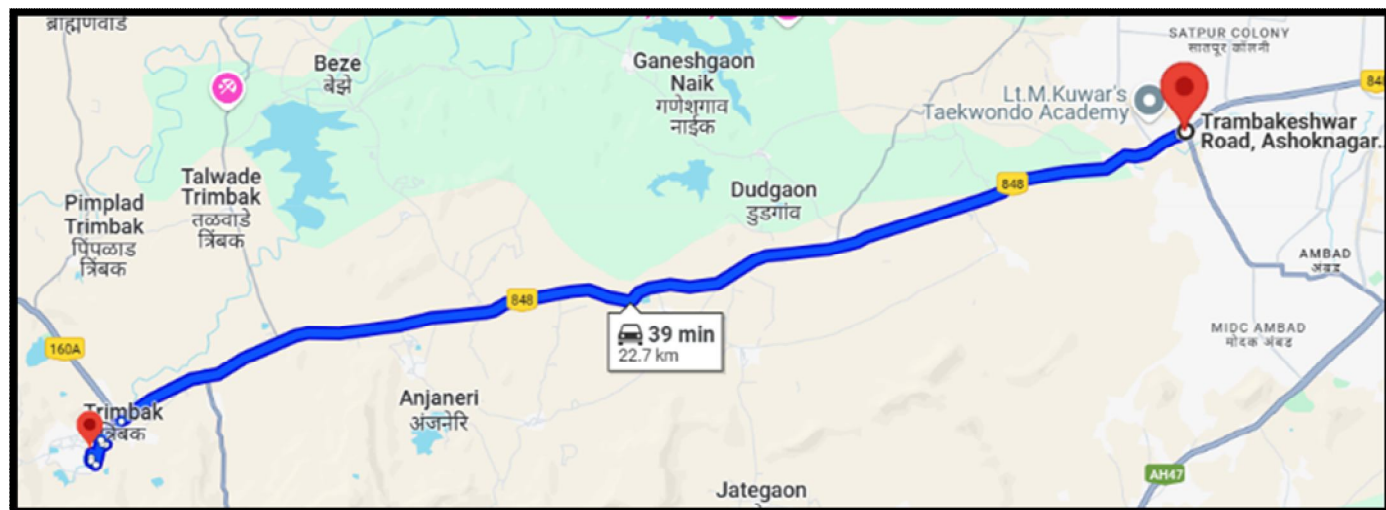 ब्राह्मणवाडे
SATPUR COLONY
सातपूर कॉलनी
848
Beze
बेझे
Ganeshgaon
Naik
गणेशगाव
नाईक
Lt.M.Kuwar's
Taekwondo Academy
Trambakeshwar
Road, Ashoknagar..
Talwade
Trimbak
तळवाडे
त्रिंबक
Dudgaon
डुडगांव
848
Pimplad
Trimbak
पिंपळाड
त्रिंबक
AMBAD
अंबड
848
39 min
22.7 km
MIDC AMBAD
मोदक अंबड
160A
Trimbak
त्रिंबक
Anjaneri
अंजनेरि
AH47
Jategaon